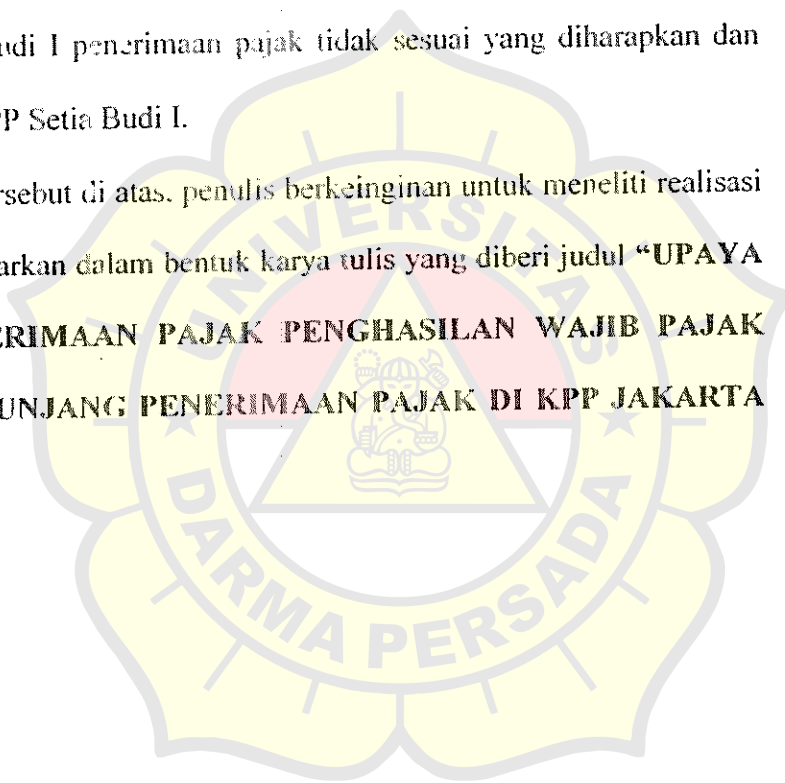 udi I penerimaan pajak tidak sesuai yang diharapkan dan
P Setia Budi I.
rsebut di atas, penulis berkeinginan untuk meneliti realisasi
arkan dalam bentuk karya tulis yang diberi judul “UPAYA
ERIMAAN PAJAK PENGHASILAN WAJIB PAJAK
UNJANG PENERIMAAN PAJAK DI KPP JAKARTA
UNIVERSITAS
DARMA PERSADA